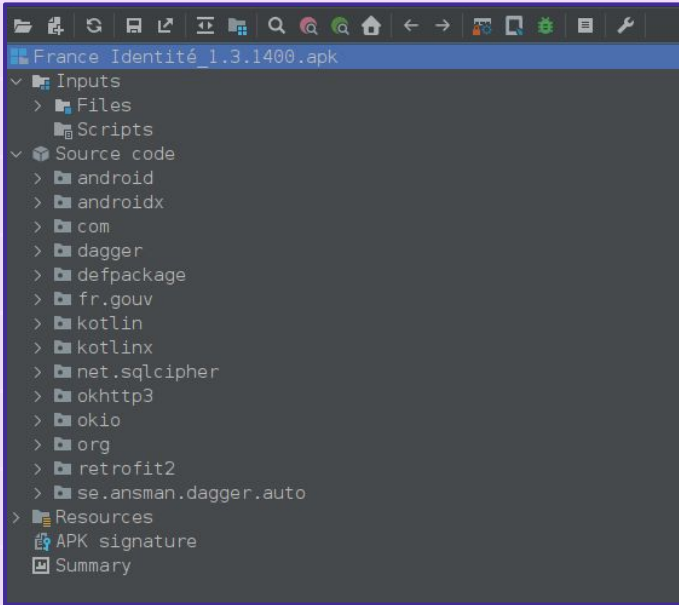 France Identité_1.3.1400.apk
Inputs
Files
Scripts
Source code
android
androidx
com
dagger
defpackage
fr.gouv
kotlin
kotlinx
net.sqlcipher
okhttp3
okio
org
retrofit2
se.ansman.dagger.auto
Resources
APK signature
Summary